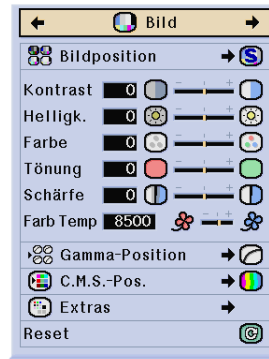 Bild
Bildposition S
Kontrast 0
Helligk. 0
Farbe 0
Tönung 0
Schärfe 0
Farb Temp 8500
Gamma-Position
C.M.S.-Pos.
Extras
Reset